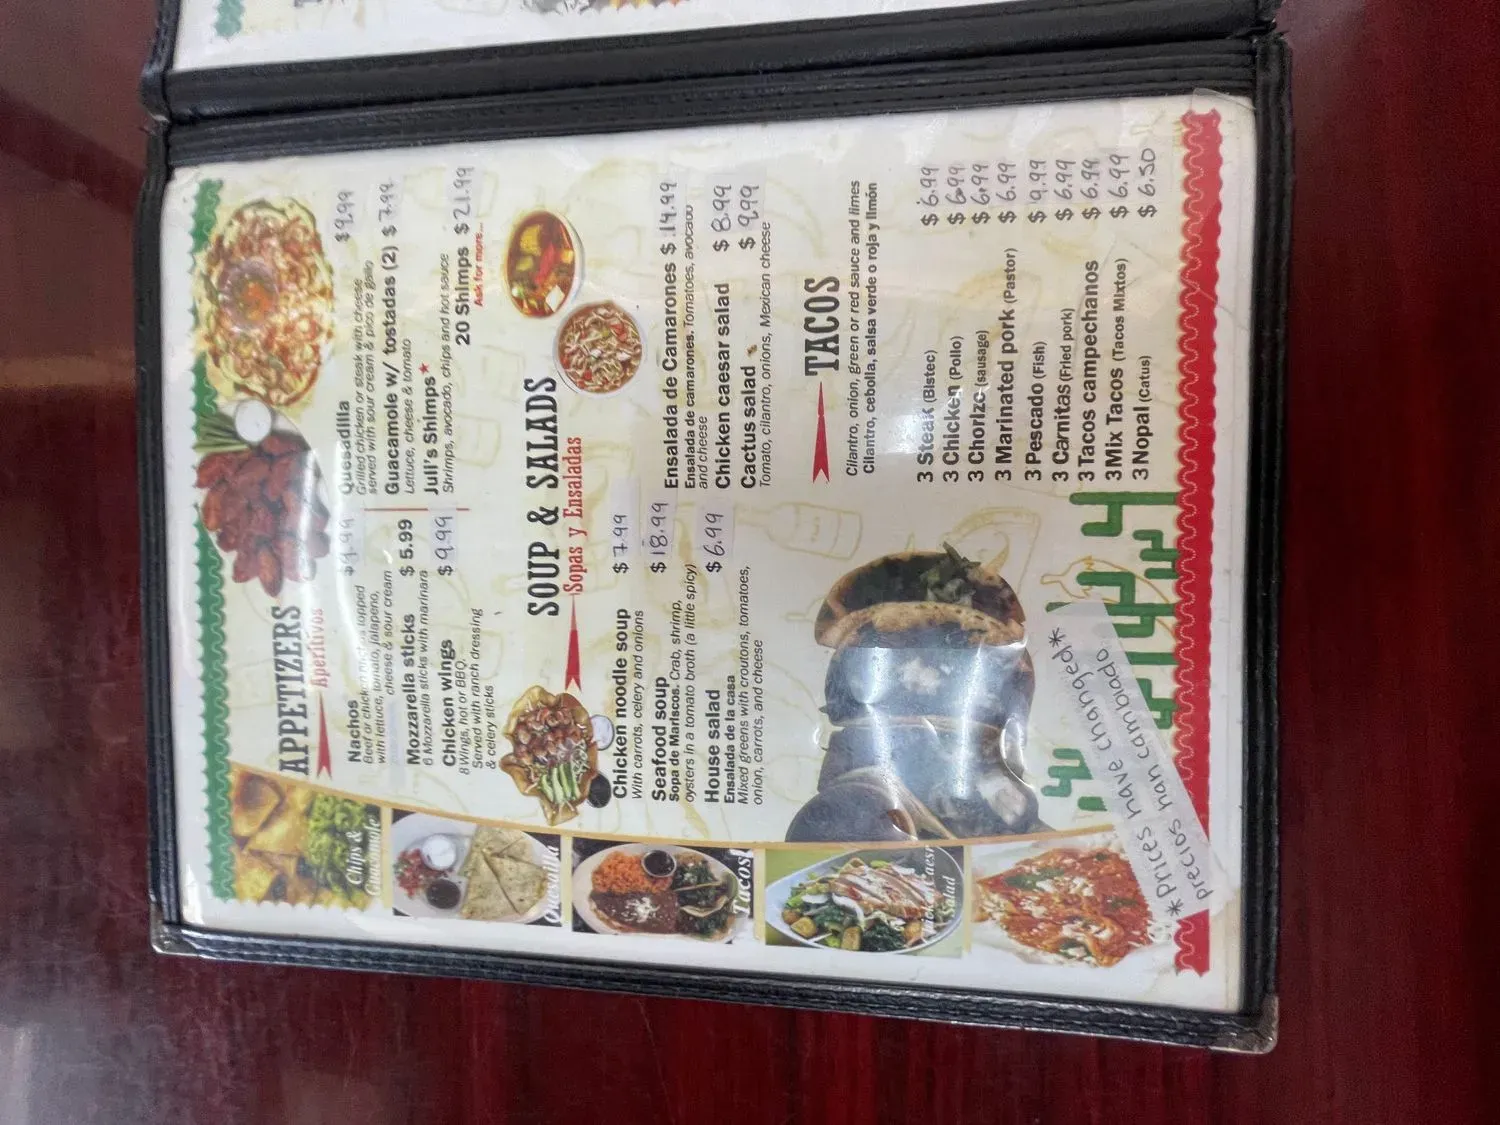 APPETIZERS
Aperitivos
Nachos $9.99
Beef or chicken topped
with lettuce, tomato, jalapeno,
cheese & sour cream
Mozzarella sticks $5.99
6 Mozzarella sticks with marinara
Chicken wings $9.99
8 Wings, hot or BBQ.
Served with ranch dressing
& celery sticks
Quesadilla $9.99
Grilled chicken or steak with cheese
served with sour cream & pico de gallo
Guacamole w/ tostadas (2) $7.99
Lettuce, cheese & tomato
Juli's Shimps★
Shrimps, avocado, chips and hot sauce
20 Shimps $21.99
Ask for more...
SOUP & SALADS
Sopas y Ensaladas
Chicken noodle soup $7.99
With carrots, celery and onions
Seafood soup $18.99
Sopa de Mariscos. Crab, shrimp,
oysters in a tomato broth (a little spicy)
House salad $6.99
Ensalada de la casa
Mixed greens with croutons, tomatoes,
onion, carrots, and cheese
Ensalada de Camarones $14.99
Ensalada de camarones. Tomatoes, avocado
and cheese
Chicken caesar salad $8.99
Cactus salad $9.99
Tomato, cilantro, onions, Mexican cheese
TACOS
Cilantro, onion, green or red sauce and limes
Cilantro, cebolla, salsa verde o roja y limón
3 Steak (Bistec) $6.99
3 Chicken (Pollo) $6.99
3 Chorizo (sausage) $6.99
3 Marinated pork (Pastor) $6.99
3 Pescado (Fish) $9.99
3 Carnitas (Fried pork) $6.99
3 Tacos campechanos $6.99
3 Mix Tacos (Tacos Mixtos) $6.99
3 Nopal (Catus) $6.50
Chips &
Guacamole
Quesadilla
Tacos
Chicken Caesr
Salad
*Prices have changed*
precios han cambiado.